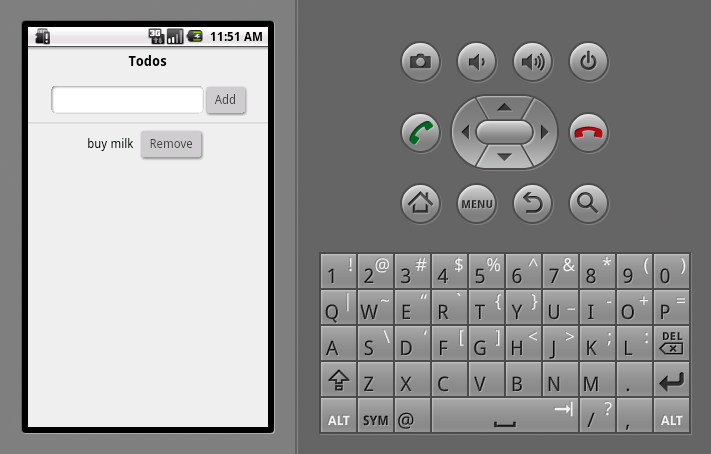 3G 11:51 AM
Todos
Add
buy milk Remove
MENU
1 ! 2 @ 3 # 4 $ 5 % 6 ^ 7 & 8 * 9 ( 0 )
Q | W ~ E “ R ` T { Y } U _ I - O + P =
A S \ D ‘ F [ G ] H < J > K ; L : DEL
Z X C V B N M .
ALT SYM @ / ? , ALT